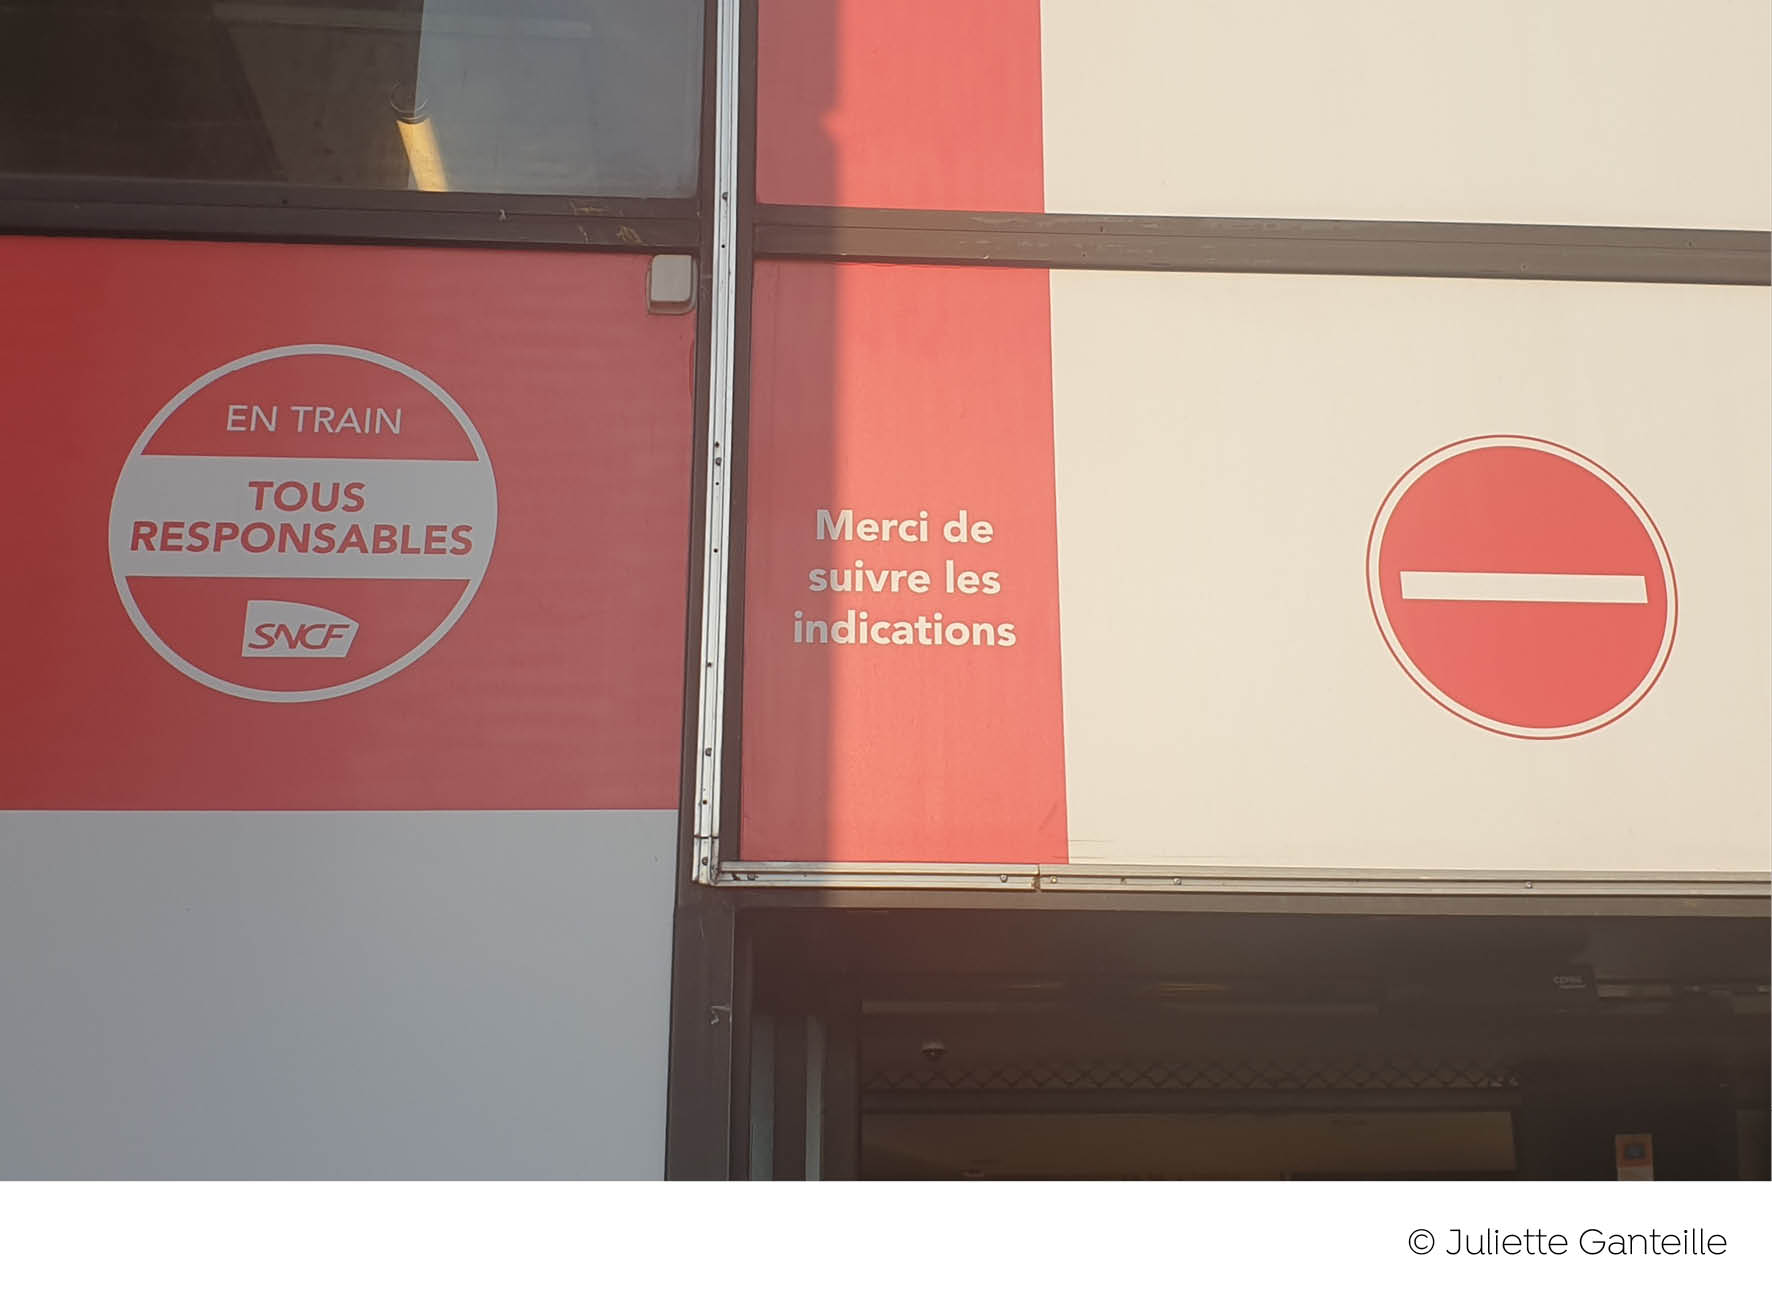 EN TRAIN
TOUS
RESPONSABLES
SNCF
Merci de
suivre les
indications
© Juliette Ganteille